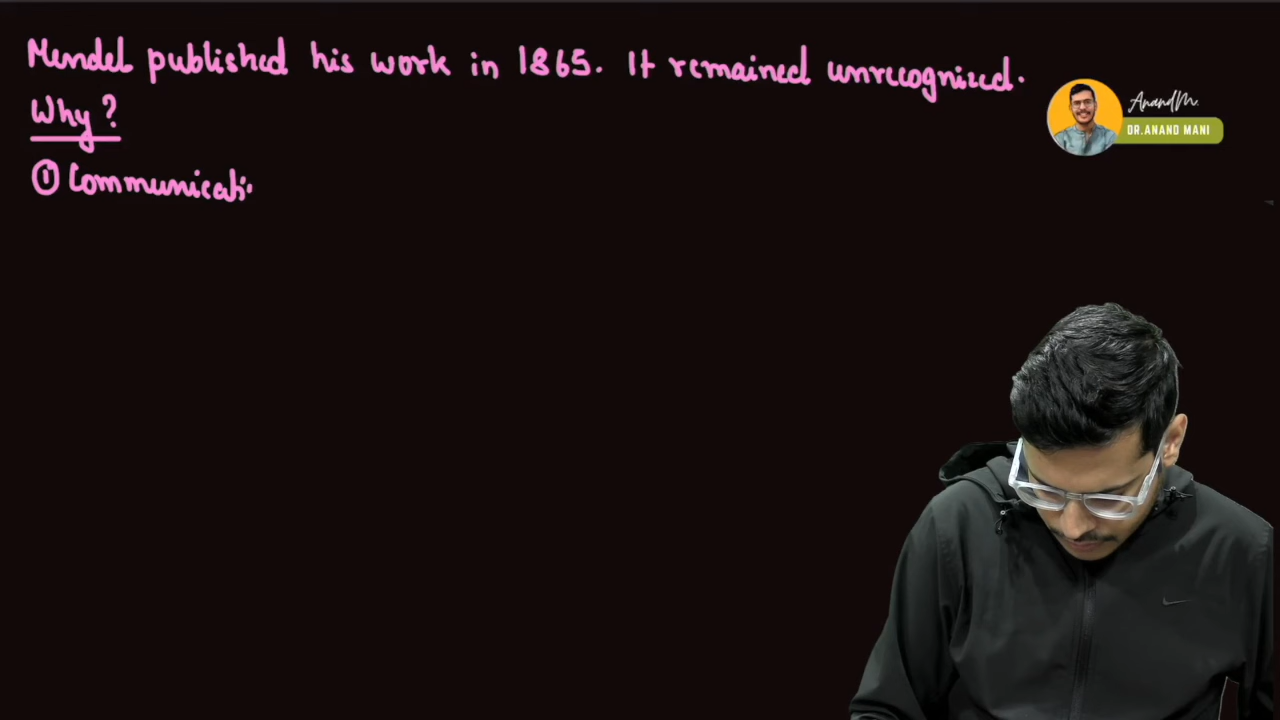 Mendel published his work in 1865. It remained unrecognized.
Why?
① Communicati
AnandM.
DR.ANAND MANI